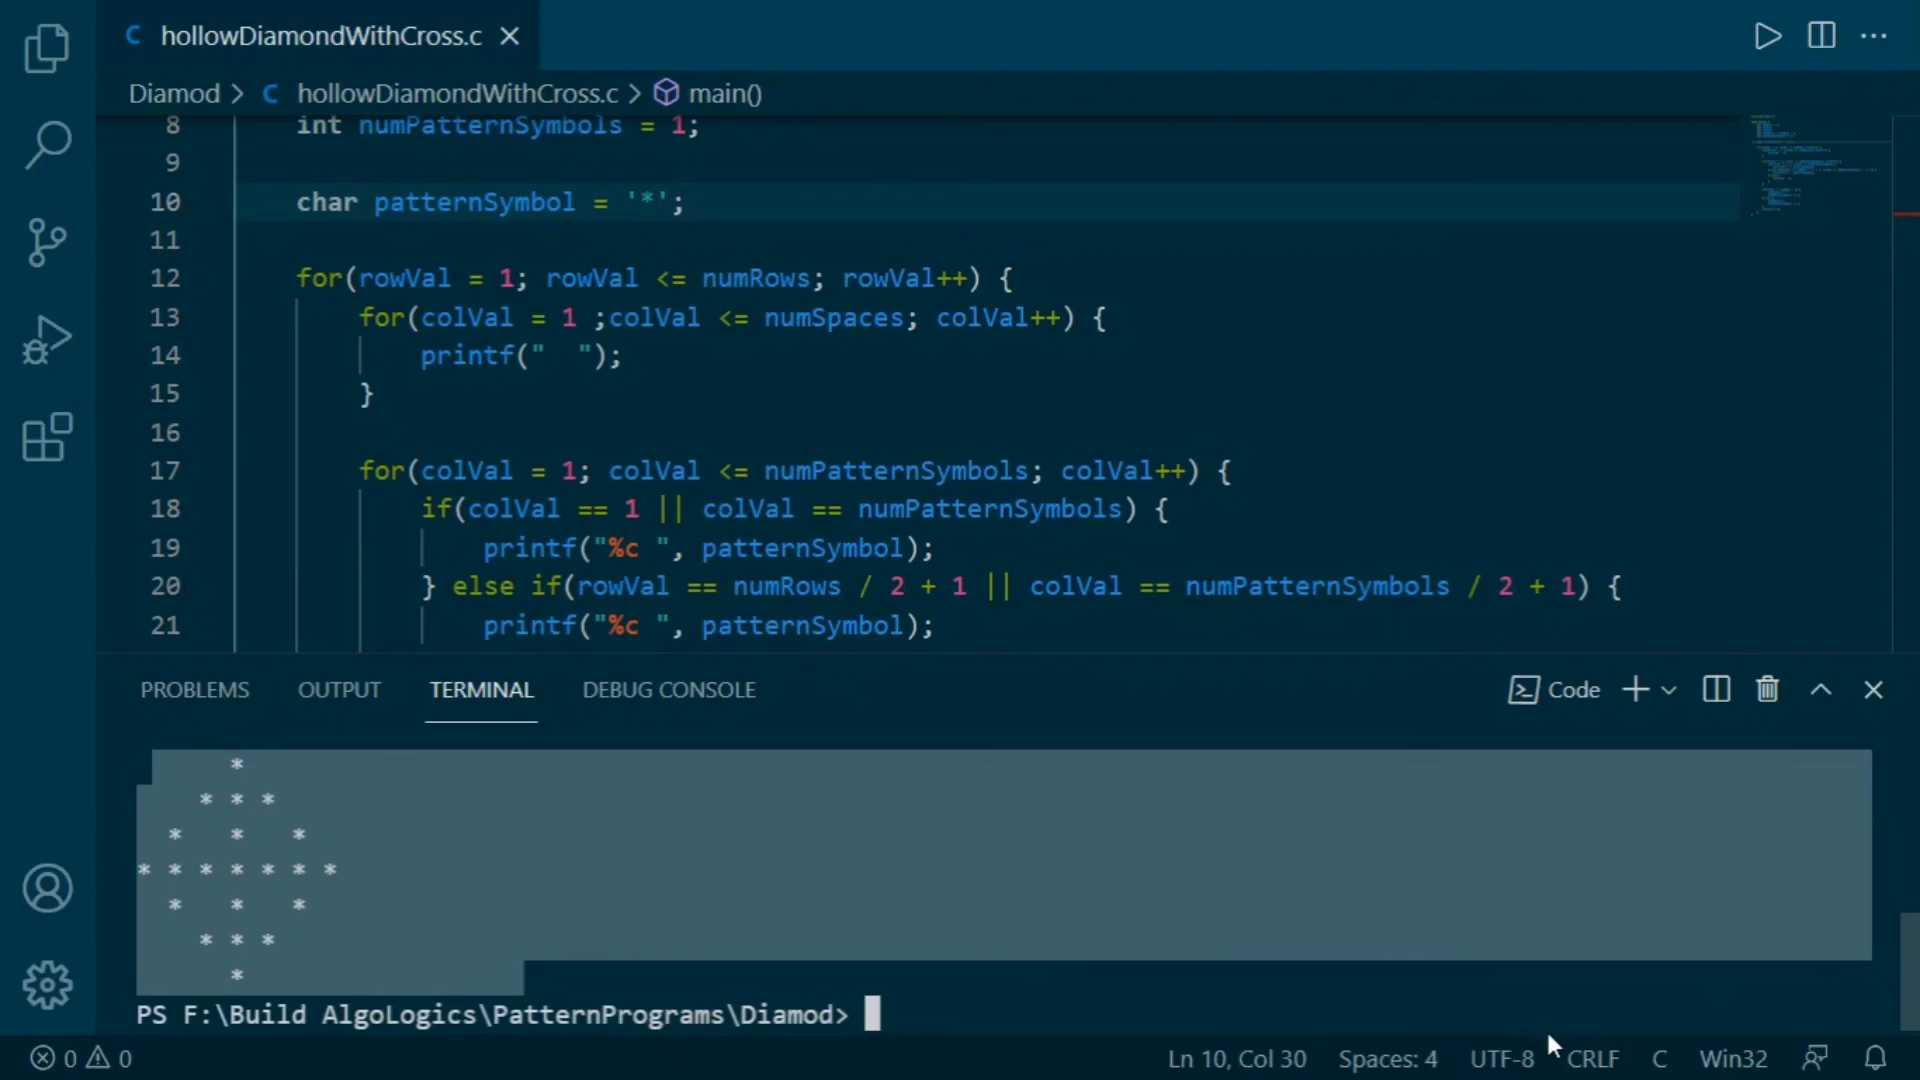 C hollowDiamondWithCross.c
Diamod > C hollowDiamondWithCross.c > main()
8 int numPatternSymbols = 1;
9
10 char patternSymbol = '*';
11
12 for(rowVal = 1; rowVal <= numRows; rowVal++) {
13 for(colVal = 1 ;colVal <= numSpaces; colVal++) {
14 printf("  ");
15 }
16
17 for(colVal = 1; colVal <= numPatternSymbols; colVal++) {
18 if(colVal == 1 || colVal == numPatternSymbols) {
19 printf("%c ", patternSymbol);
20 } else if(rowVal == numRows / 2 + 1 || colVal == numPatternSymbols / 2 + 1) {
21 printf("%c ", patternSymbol);
PROBLEMS OUTPUT TERMINAL DEBUG CONSOLE Code
      *
    * * *
  *   *   *
* * * * * * *
  *   *   *
    * * *
      *
PS F:\Build AlgoLogics\PatternPrograms\Diamod>
0 0 Ln 10, Col 30 Spaces: 4 UTF-8 CRLF C Win32